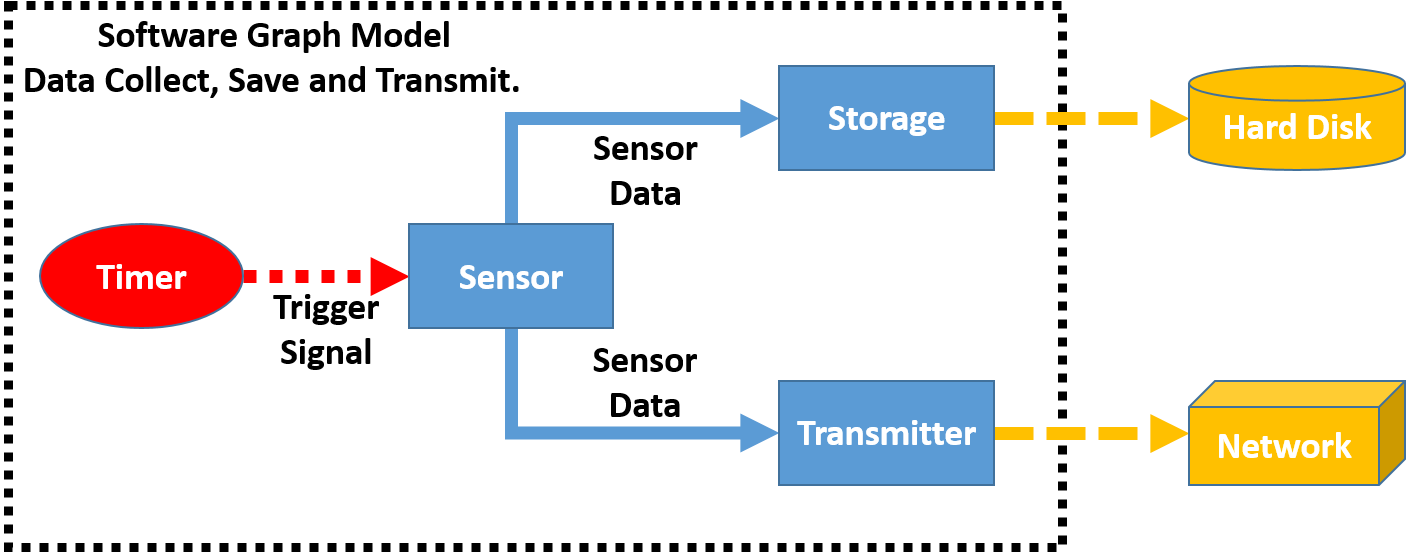 Software Graph Model
Data Collect, Save and Transmit.
Storage
Hard Disk
Sensor
Data
Timer
Trigger
Signal
Sensor
Sensor
Data
Transmitter
Network